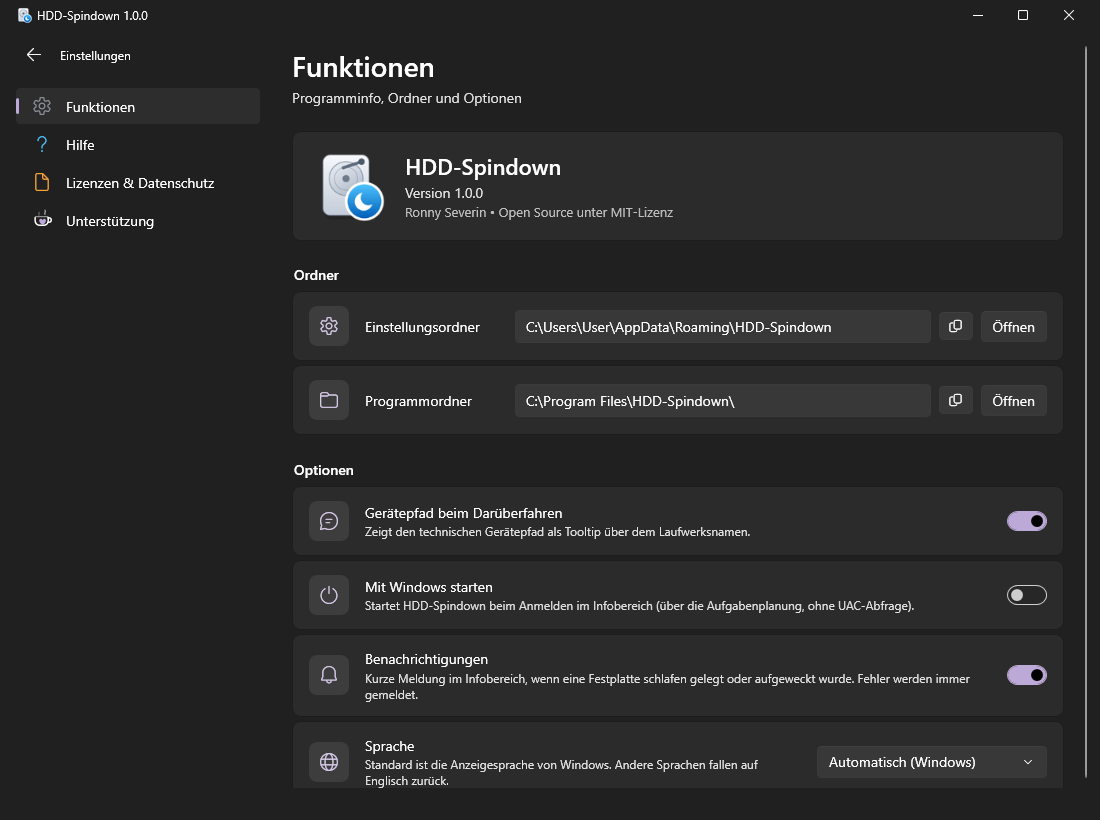 HDD-Spindown 1.0.0
Einstellungen
Funktionen
Hilfe
Lizenzen & Datenschutz
Unterstützung
Funktionen
Programminfo, Ordner und Optionen
HDD-Spindown
Version 1.0.0
Ronny Severin • Open Source unter MIT-Lizenz
Ordner
Einstellungsordner
C:\Users\User\AppData\Roaming\HDD-Spindown
Öffnen
Programmordner
C:\Program Files\HDD-Spindown\
Öffnen
Optionen
Gerätepfad beim Darüberfahren
Zeigt den technischen Gerätepfad als Tooltip über dem Laufwerksnamen.
Mit Windows starten
Startet HDD-Spindown beim Anmelden im Infobereich (über die Aufgabenplanung, ohne UAC-Abfrage).
Benachrichtigungen
Kurze Meldung im Infobereich, wenn eine Festplatte schlafen gelegt oder aufgeweckt wurde. Fehler werden immer
gemeldet.
Sprache
Standard ist die Anzeigesprache von Windows. Andere Sprachen fallen auf
Englisch zurück.
Automatisch (Windows)